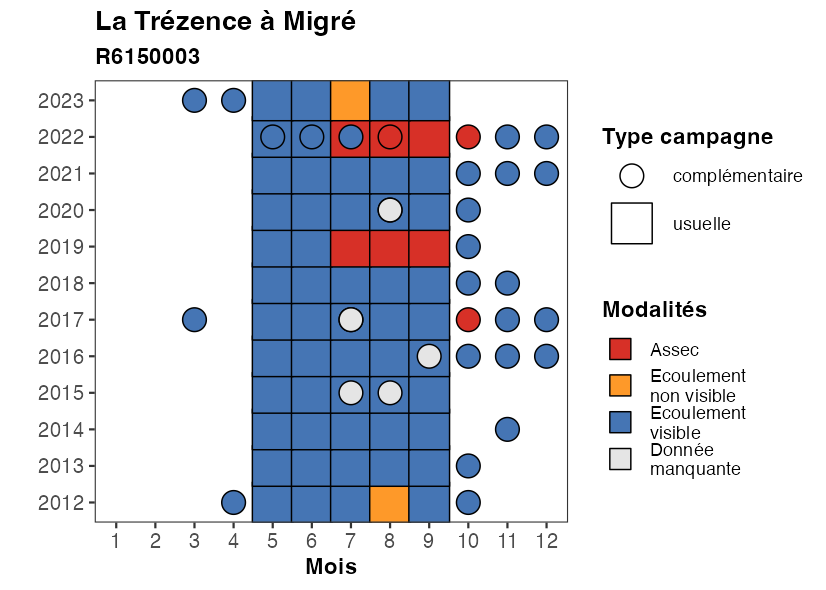 La Trézence à Migré
R6150003
2023
2022
2021
2020
2019
2018
2017
2016
2015
2014
2013
2012
1 2 3 4 5 6 7 8 9 10 11 12
Mois
Type campagne
complémentaire
usuelle
Modalités
Assec
Ecoulement
non visible
Ecoulement
visible
Donnée
manquante